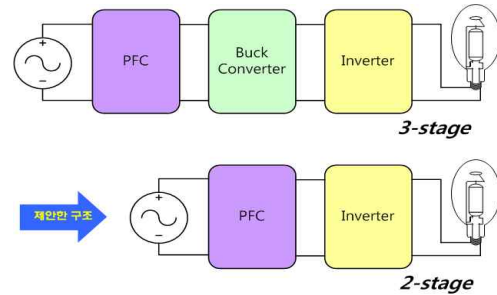 +
PFC
Buck
Converter
Inverter
−
3-stage
제안한 구조
+
PFC
Inverter
−
2-stage